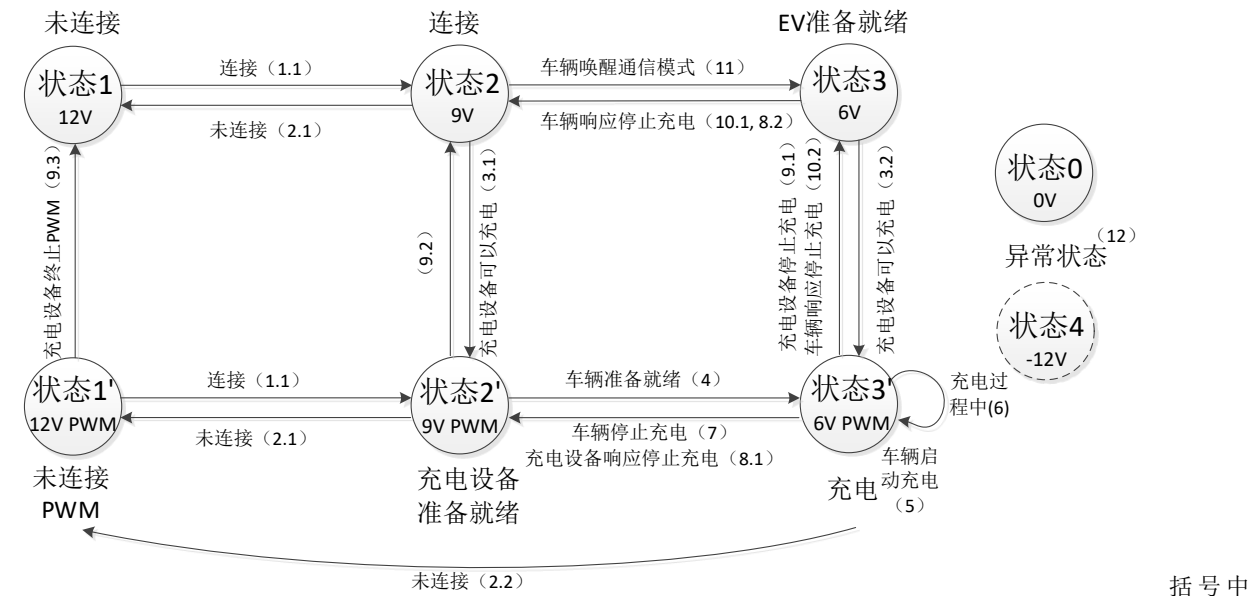 未连接
连接
EV准备就绪
状态1
12V
连接（1.1）
未连接（2.1）
状态2
9V
车辆唤醒通信模式（11）
车辆响应停止充电（10.1, 8.2）
状态3
6V
状态0
0V
异常状态（12）
状态4
-12V
充电设备终止PWM（9.3）
（9.2）
充电设备可以充电（3.1）
充电设备停止充电（9.1）
车辆响应停止充电（10.2）
充电设备可以充电（3.2）
状态1'
12V PWM
连接（1.1）
未连接（2.1）
状态2'
9V PWM
车辆准备就绪（4）
车辆停止充电（7）
充电设备响应停止充电（8.1）
状态3'
6V PWM
充电过
程中(6)
车辆启
动充电
（5）
未连接
PWM
充电设备
准备就绪
充电
未连接（2.2）
括号中